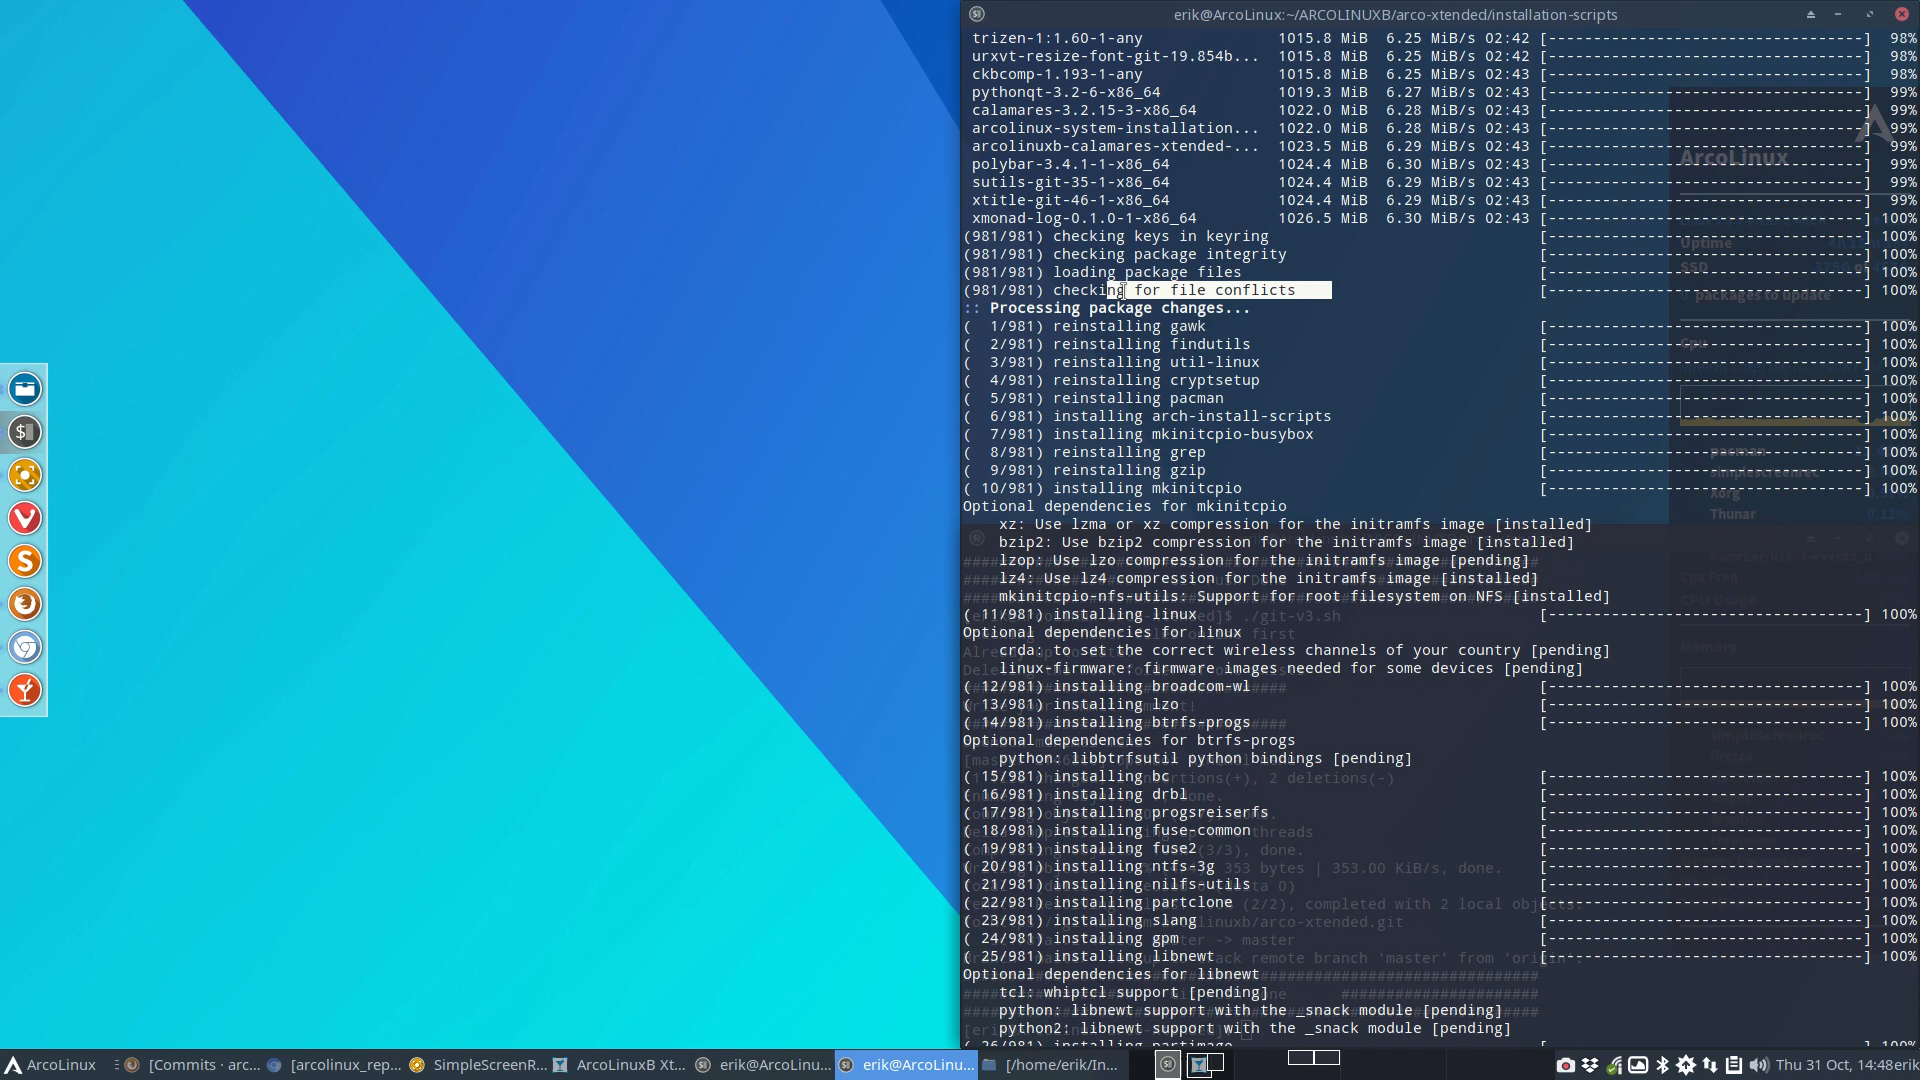 erik@ArcoLinux:~/ARCOLINUXB/arco-xtended/installation-scripts
trizen-1:1.60-1-any 1015.8 MiB 6.25 MiB/s 02:42 [-----------------------------------] 98%
urxvt-resize-font-git-19.854b... 1015.8 MiB 6.25 MiB/s 02:42 [-----------------------------------] 98%
ckbcomp-1.193-1-any 1015.8 MiB 6.25 MiB/s 02:43 [-----------------------------------] 98%
pythonqt-3.2-6-x86_64 1019.3 MiB 6.27 MiB/s 02:43 [-----------------------------------] 99%
calamares-3.2.15-3-x86_64 1022.0 MiB 6.28 MiB/s 02:43 [-----------------------------------] 99%
arcolinux-system-installation... 1022.0 MiB 6.28 MiB/s 02:43 [-----------------------------------] 99%
arcolinuxb-calamares-xtended-... 1023.5 MiB 6.29 MiB/s 02:43 [-----------------------------------] 99%
polybar-3.4.1-1-x86_64 1024.4 MiB 6.30 MiB/s 02:43 [-----------------------------------] 99%
sutils-git-35-1-x86_64 1024.4 MiB 6.29 MiB/s 02:43 [-----------------------------------] 99%
xtitle-git-46-1-x86_64 1024.4 MiB 6.29 MiB/s 02:43 [-----------------------------------] 99%
xmonad-log-0.1.0-1-x86_64 1026.5 MiB 6.30 MiB/s 02:43 [-----------------------------------] 100%
(981/981) checking keys in keyring [-----------------------------------] 100%
(981/981) checking package integrity [-----------------------------------] 100%
(981/981) loading package files [-----------------------------------] 100%
(981/981) checking for file conflicts [-----------------------------------] 100%
:: Processing package changes...
( 1/981) reinstalling gawk [-----------------------------------] 100%
( 2/981) reinstalling findutils [-----------------------------------] 100%
( 3/981) reinstalling util-linux [-----------------------------------] 100%
( 4/981) reinstalling cryptsetup [-----------------------------------] 100%
( 5/981) reinstalling pacman [-----------------------------------] 100%
( 6/981) installing arch-install-scripts [-----------------------------------] 100%
( 7/981) installing mkinitcpio-busybox [-----------------------------------] 100%
( 8/981) reinstalling grep [-----------------------------------] 100%
( 9/981) reinstalling gzip [-----------------------------------] 100%
( 10/981) installing mkinitcpio [-----------------------------------] 100%
Optional dependencies for mkinitcpio
xz: Use lzma or xz compression for the initramfs image [installed]
bzip2: Use bzip2 compression for the initramfs image [installed]
lzop: Use lzo compression for the initramfs image [pending]
lz4: Use lz4 compression for the initramfs image [installed]
mkinitcpio-nfs-utils: Support for root filesystem on NFS [installed]
( 11/981) installing linux [-----------------------------------] 100%
Optional dependencies for linux
crda: to set the correct wireless channels of your country [pending]
linux-firmware: firmware images needed for some devices [pending]
( 12/981) installing broadcom-wl [-----------------------------------] 100%
( 13/981) installing lzo [-----------------------------------] 100%
( 14/981) installing btrfs-progs [-----------------------------------] 100%
Optional dependencies for btrfs-progs
python: libbtrfsutil python bindings [pending]
( 15/981) installing bc [-----------------------------------] 100%
( 16/981) installing drbl [-----------------------------------] 100%
( 17/981) installing progsreiserfs [-----------------------------------] 100%
( 18/981) installing fuse-common [-----------------------------------] 100%
( 19/981) installing fuse2 [-----------------------------------] 100%
( 20/981) installing ntfs-3g [-----------------------------------] 100%
( 21/981) installing nilfs-utils [-----------------------------------] 100%
( 22/981) installing partclone [-----------------------------------] 100%
( 23/981) installing slang [-----------------------------------] 100%
( 24/981) installing gpm [-----------------------------------] 100%
( 25/981) installing libnewt [-----------------------------------] 100%
Optional dependencies for libnewt
tcl: whiptcl support [pending]
python: libnewt support with the _snack module [pending]
python2: libnewt support with the _snack module [pending]
( 26/981) installing partimage [-----------------------------------] 100%
ArcoLinux
Uptime
SSD
packages to update
Cpu
pacman
simplescreenrec
Xorg
Thunar
Memory
ArcoLinux
[Commits · arc...
[arcolinux_rep...
SimpleScreenR...
ArcoLinuxB Xt...
erik@ArcoLinu...
erik@ArcoLinu...
[/home/erik/In...
Thu 31 Oct, 14:48
erik